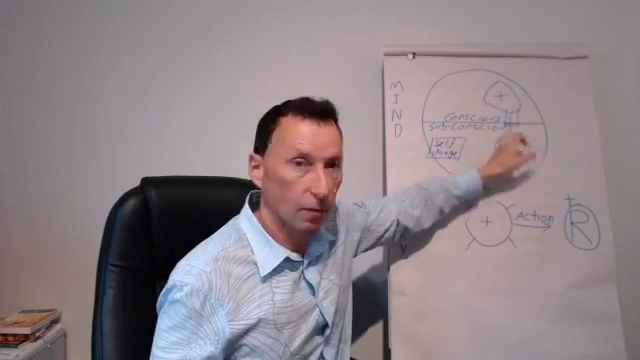 MIND
+
CONSCIOUS
SUB-CONSCIOUS
Self
Image
+
Action
+
R